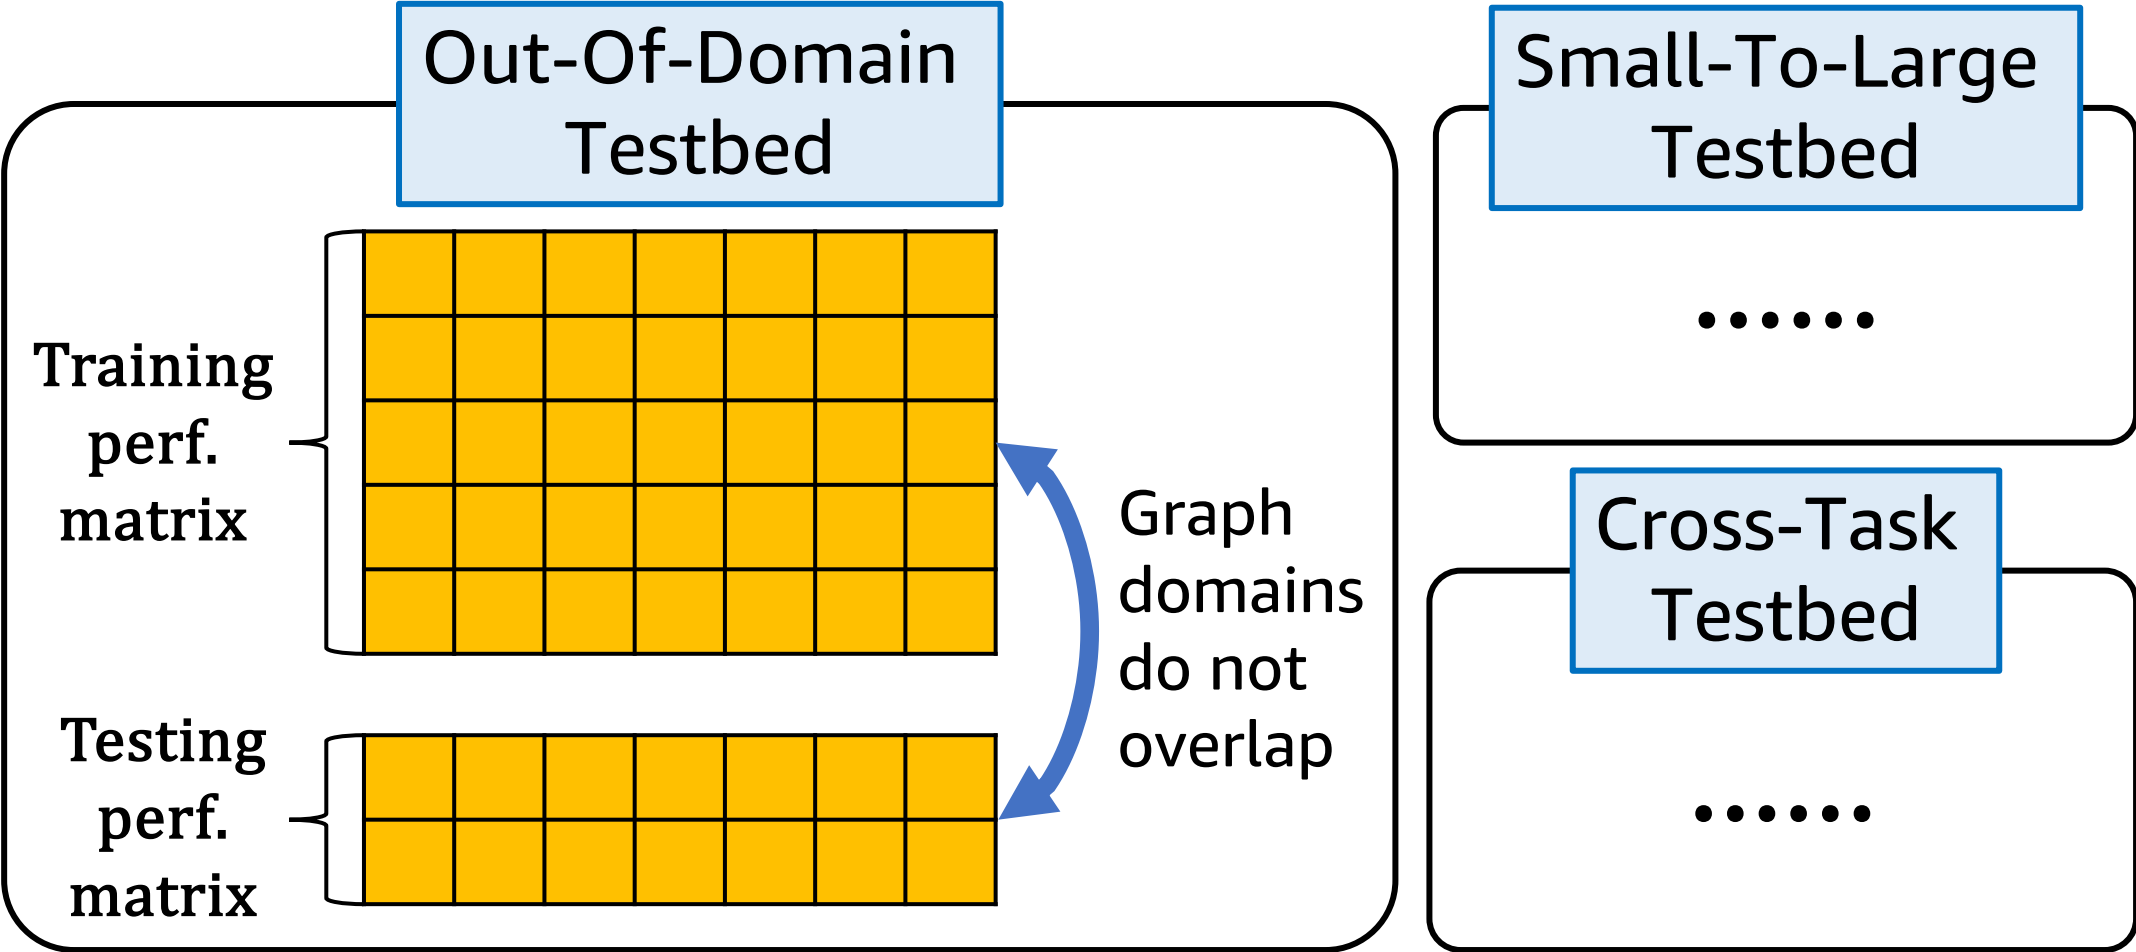 Out-Of-Domain
Testbed
Training
perf.
matrix
Testing
perf.
matrix
Graph
domains
do not
overlap
Small-To-Large
Testbed
......
Cross-Task
Testbed
......